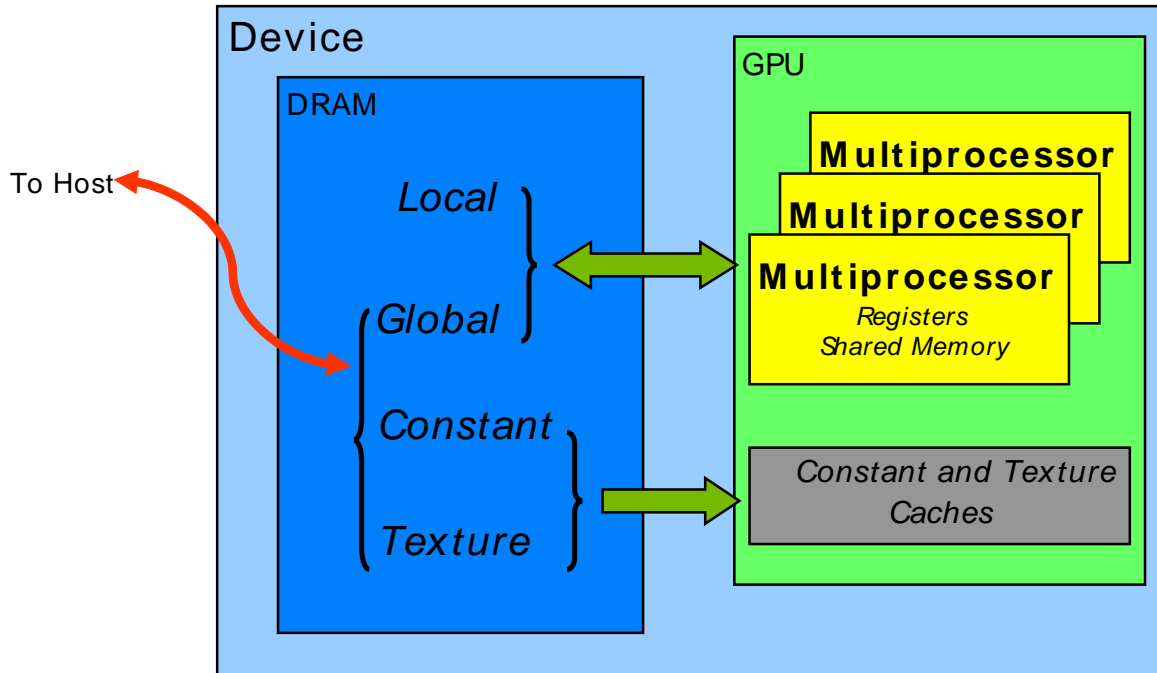 Device
DRAM
To Host
Local
Global
Constant
Texture
GPU
Multiprocessor
Multiprocessor
Multiprocessor
Registers
Shared Memory
Constant and Texture
Caches